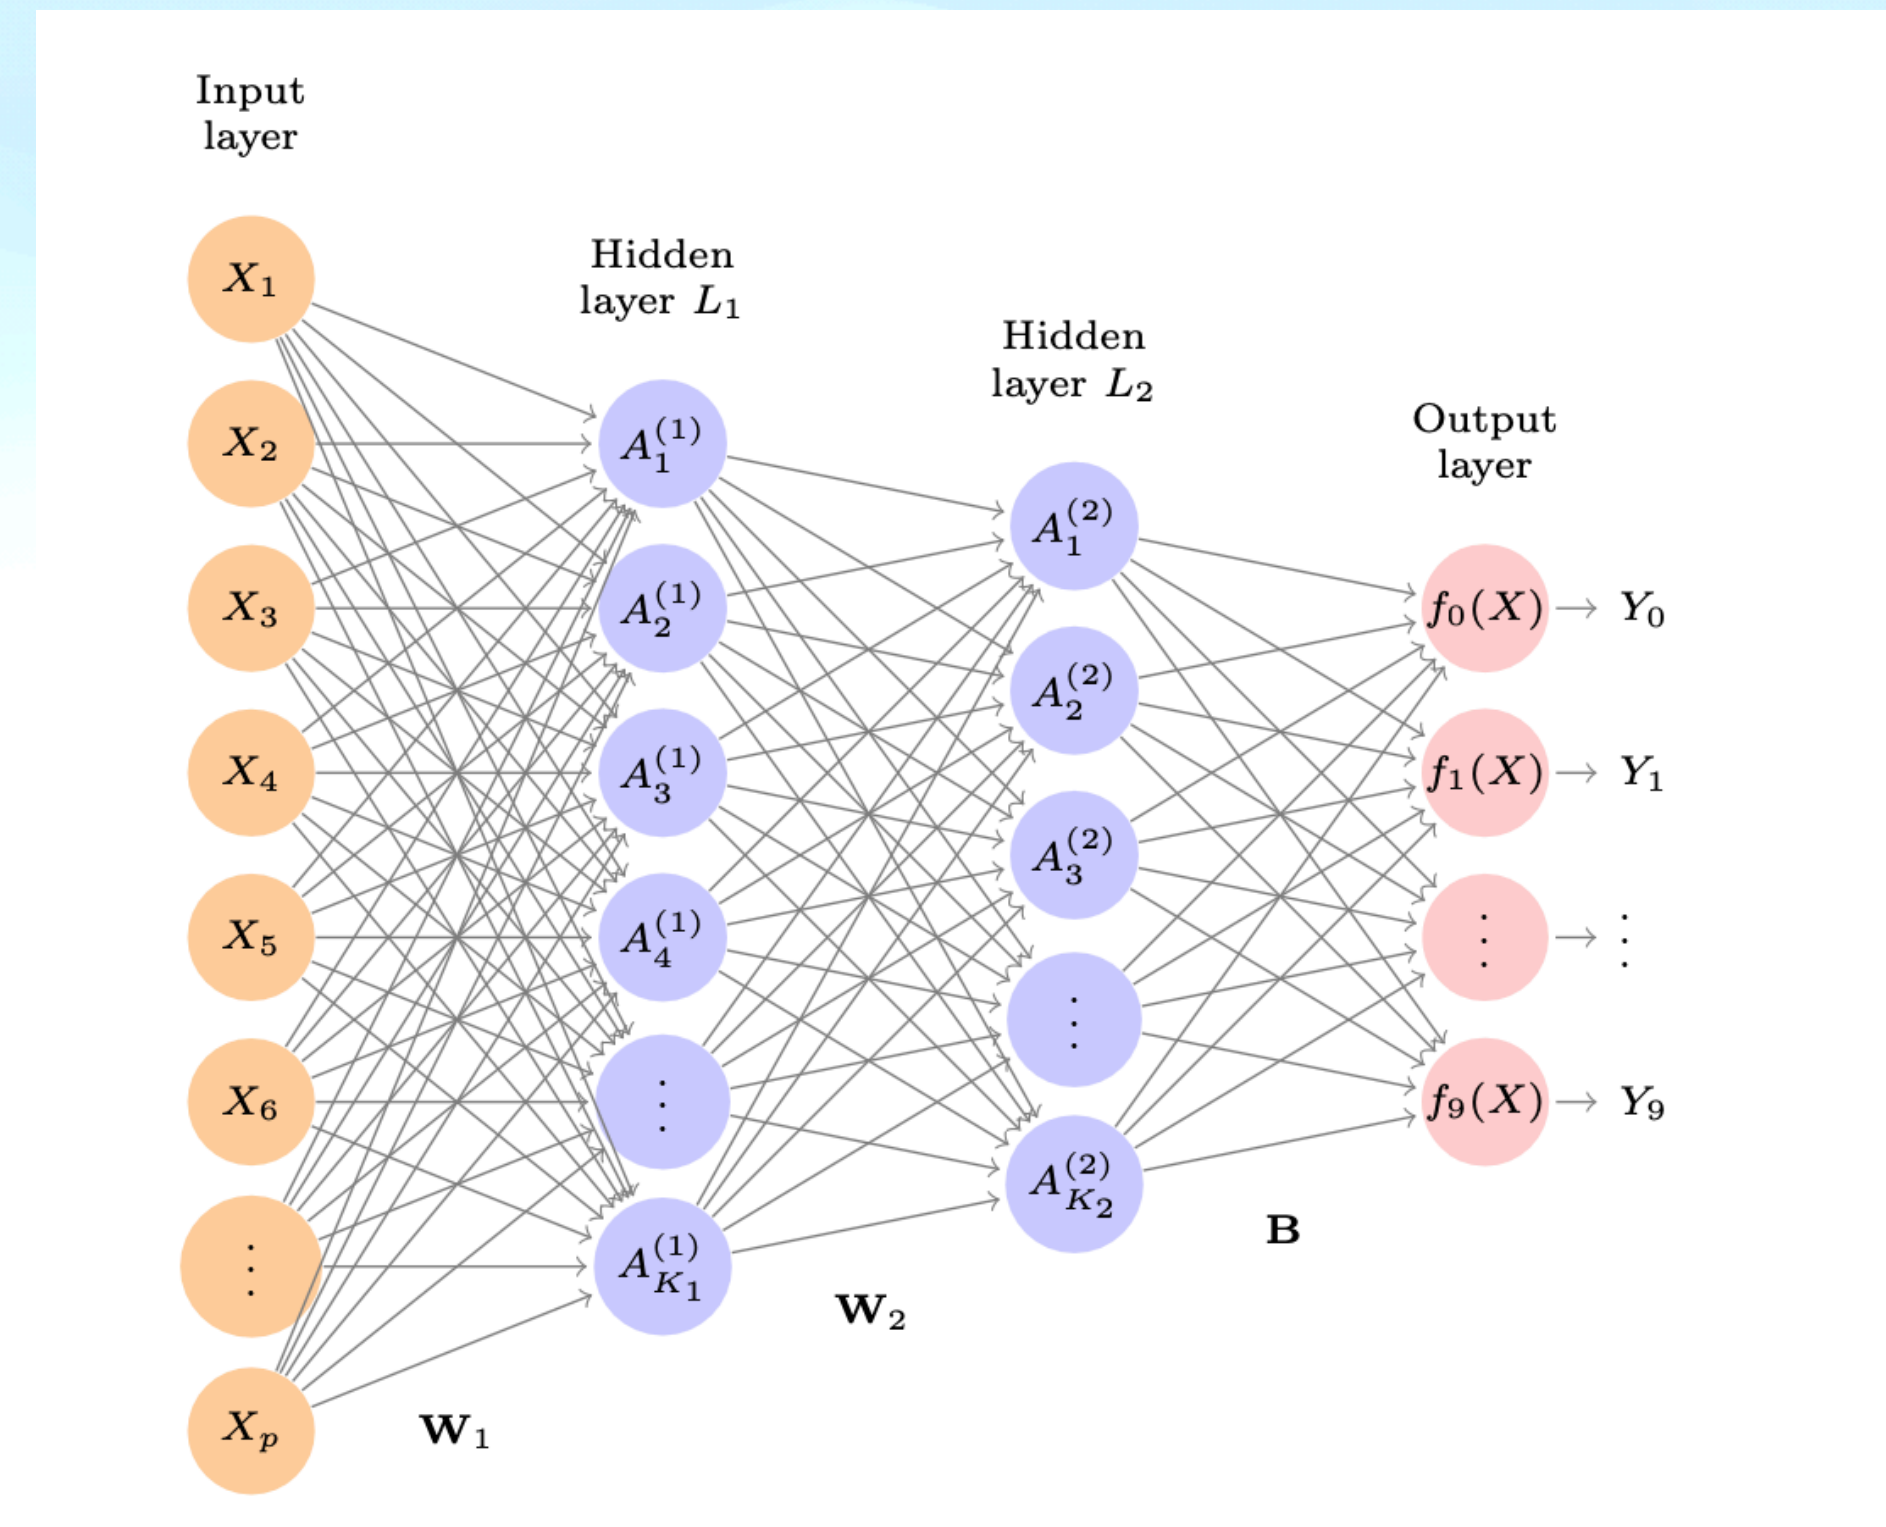 Input
layer
X₁
X₂
X₃
X₄
X₅
X₆
⋮
Xₚ
W₁
Hidden
layer L₁
A₁⁽¹⁾
A₂⁽¹⁾
A₃⁽¹⁾
A₄⁽¹⁾
⋮
A_{K₁}⁽¹⁾
W₂
Hidden
layer L₂
A₁⁽²⁾
A₂⁽²⁾
A₃⁽²⁾
⋮
A_{K₂}⁽²⁾
B
Output
layer
f₀(X) → Y₀
f₁(X) → Y₁
⋮ → ⋮
f₉(X) → Y₉